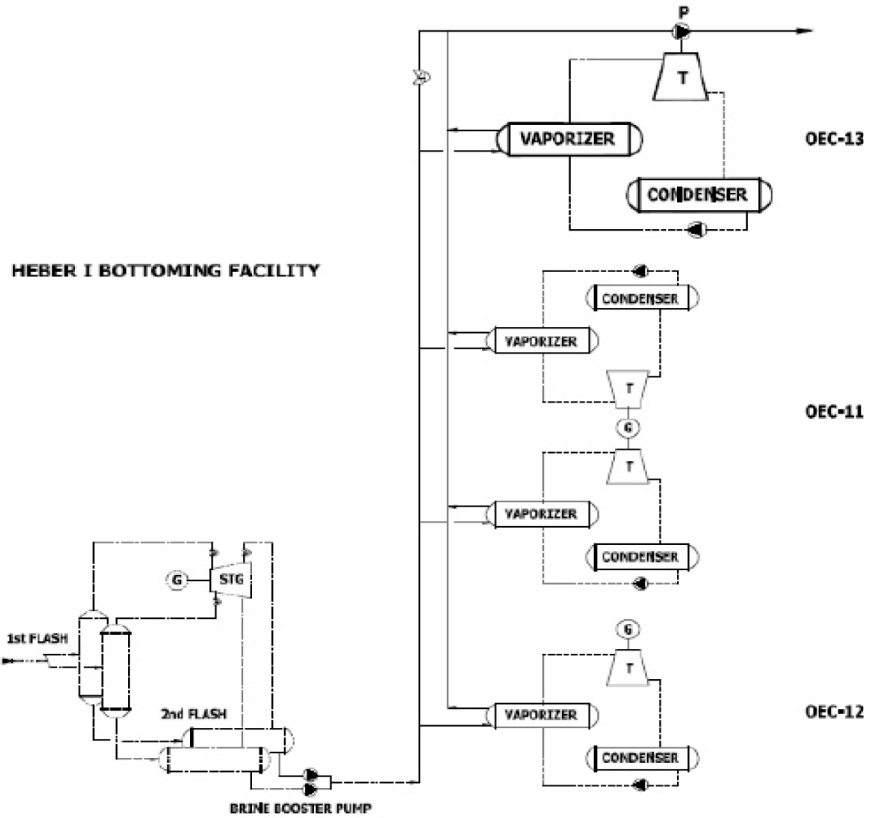 P
T
VAPORIZER
OEC-13
CONDENSER
HEBER I BOTTOMING FACILITY
CONDENSER
VAPORIZER
T
OEC-11
G
T
VAPORIZER
CONDENSER
G STG
1st FLASH
G
T
2nd FLASH
VAPORIZER
OEC-12
CONDENSER
BRINE BOOSTER PUMP